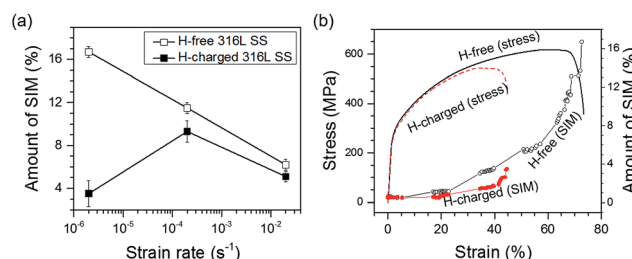 (a)
H-free 316L SS
H-charged 316L SS
Amount of SIM (%)
16
12
8
4
10⁻⁶ 10⁻⁵ 10⁻⁴ 10⁻³ 10⁻²
Strain rate (s⁻¹)
(b)
H-free (stress)
H-charged (stress)
H-free (SIM)
H-charged (SIM)
Stress (MPa)
600
400
200
0
Amount of SIM (%)
16
12
8
4
0
0 20 40 60 80
Strain (%)